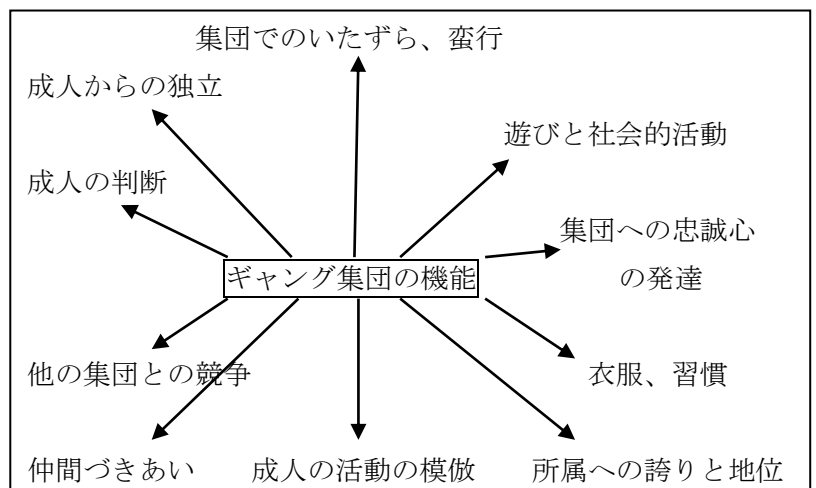 集団でのいたずら、蛮行
成人からの独立
遊びと社会的活動
成人の判断
集団への忠誠心
の発達
ギャング集団の機能
他の集団との競争
衣服、習慣
仲間づきあい
成人の活動の模倣
所属への誇りと地位